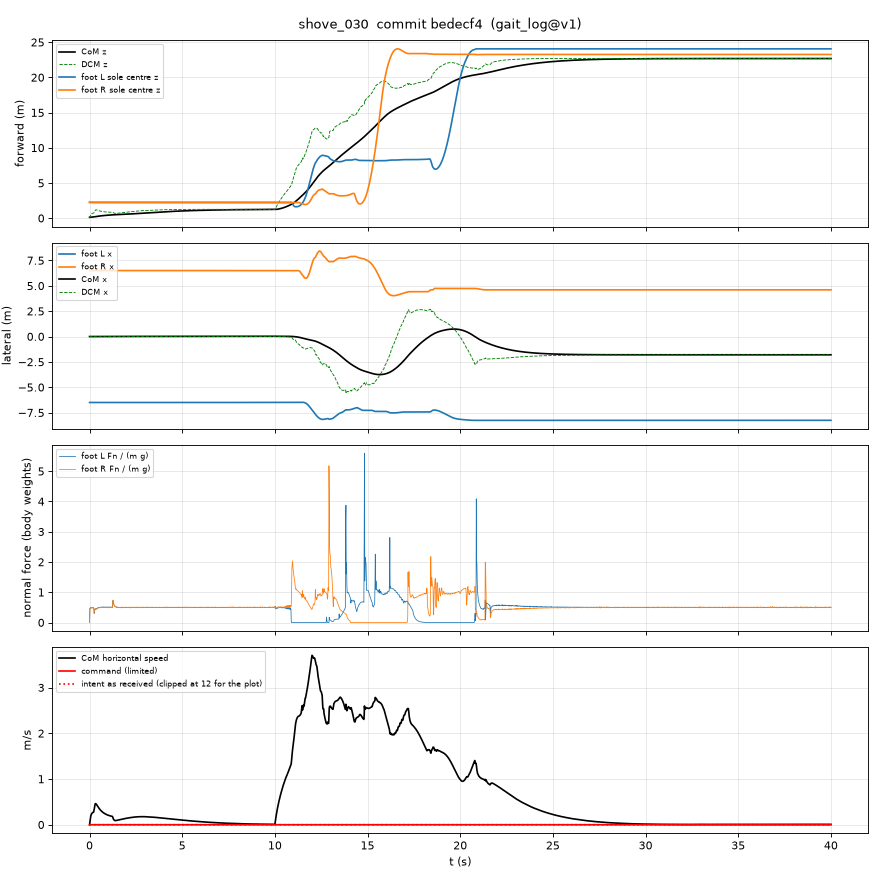 shove_030  commit bedecf4  (gait_log@v1)
CoM z
DCM z
foot L sole centre z
foot R sole centre z
forward (m)
25
20
15
10
5
0
foot L x
foot R x
CoM x
DCM x
lateral (m)
7.5
5.0
2.5
0.0
−2.5
−5.0
−7.5
foot L Fn / (m g)
foot R Fn / (m g)
normal force (body weights)
5
4
3
2
1
0
CoM horizontal speed
command (limited)
intent as received (clipped at 12 for the plot)
m/s
3
2
1
0
0 5 10 15 20 25 30 35 40
t (s)